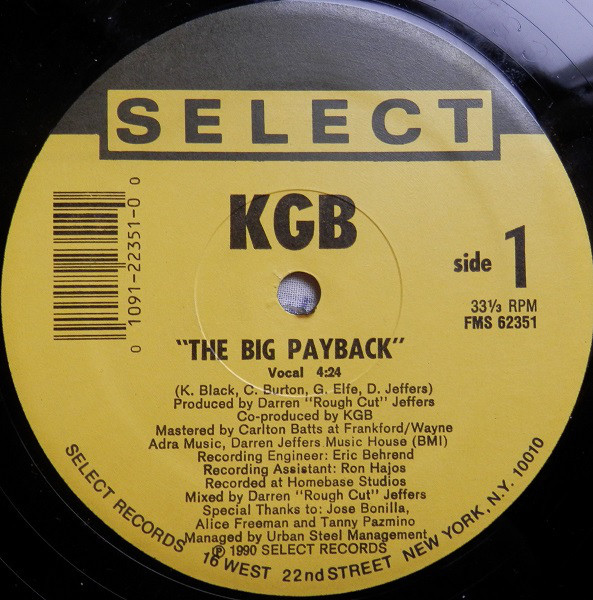 SELECT
KGB
side 1
33⅓ RPM
FMS 62351
0 1091-22351-0 0
"THE BIG PAYBACK"
Vocal 4:24
(K. Black, C. Burton, G. Elfe, D. Jeffers)
Produced by Darren "Rough Cut" Jeffers
Co-produced by KGB
Mastered by Carlton Batts at Frankford/Wayne
Adra Music, Darren Jeffers Music House (BMI)
Recording Engineer: Eric Behrend
Recording Assistant: Ron Hajos
Recorded at Homebase Studios
Mixed by Darren "Rough Cut" Jeffers
Special Thanks to: Jose Bonilla,
Alice Freeman and Tanny Pazmino
Managed by Urban Steel Management
℗ 1990 SELECT RECORDS
SELECT RECORDS 16 WEST 22nd STREET NEW YORK, N.Y. 10010